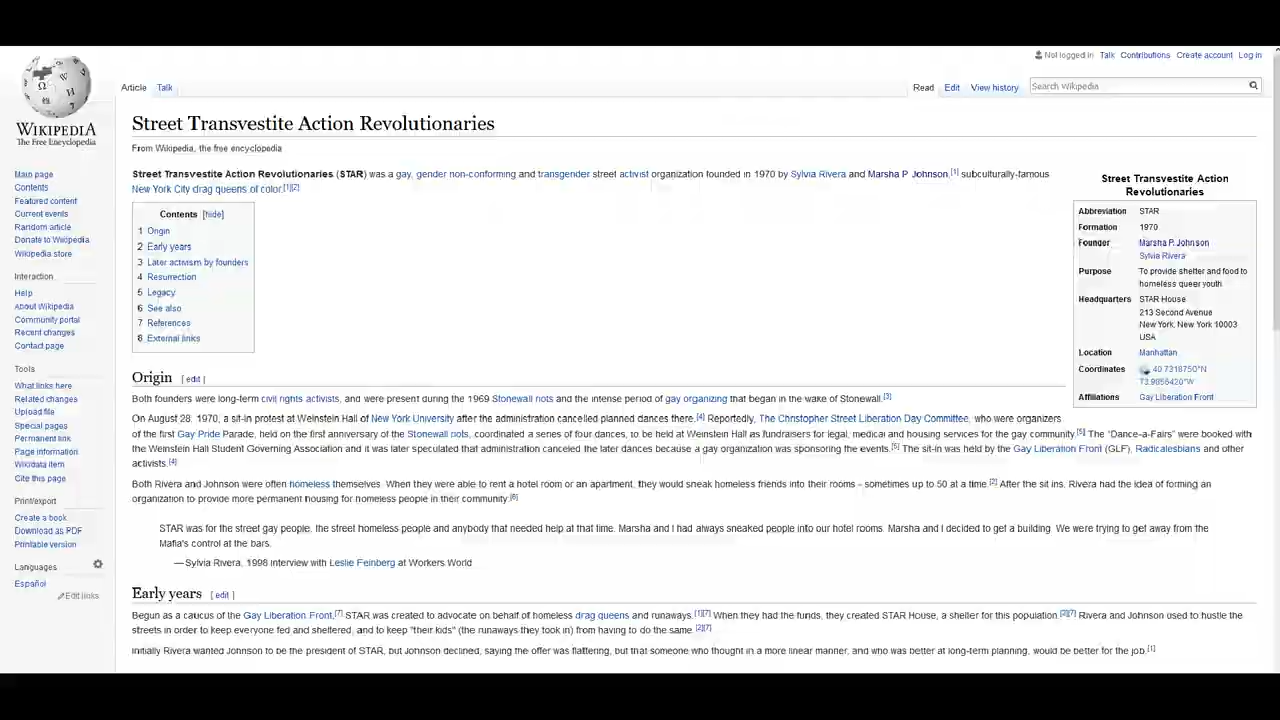 Not logged in Talk Contributions Create account Log in
Article Talk Read Edit View history Search Wikipedia
WIKIPEDIA
The Free Encyclopedia
Main page
Contents
Featured content
Current events
Random article
Donate to Wikipedia
Wikipedia store
Interaction
Help
About Wikipedia
Community portal
Recent changes
Contact page
Tools
What links here
Related changes
Upload file
Special pages
Permanent link
Page information
Wikidata item
Cite this page
Print/export
Create a book
Download as PDF
Printable version
Languages
Español
Edit links
Street Transvestite Action Revolutionaries
From Wikipedia, the free encyclopedia
Street Transvestite Action Revolutionaries (STAR) was a gay, gender non-conforming and transgender street activist organization founded in 1970 by Sylvia Rivera and Marsha P. Johnson,[1] subculturally-famous
New York City drag queens of color.[1][2]
Contents [hide]
1 Origin
2 Early years
3 Later activism by founders
4 Resurrection
5 Legacy
6 See also
7 References
8 External links
Street Transvestite Action
Revolutionaries
Abbreviation STAR
Formation 1970
Founder Marsha P. Johnson
Sylvia Rivera
Purpose To provide shelter and food to
homeless queer youth
Headquarters STAR House
213 Second Avenue
New York, New York 10003
USA
Location Manhattan
Coordinates 40.7318750°N
73.9856420°W
Affiliations Gay Liberation Front
Origin [ edit ]
Both founders were long-term civil rights activists, and were present during the 1969 Stonewall riots and the intense period of gay organizing that began in the wake of Stonewall.[3]
On August 28, 1970, a sit-in protest at Weinstein Hall of New York University after the administration cancelled planned dances there.[4] Reportedly, The Christopher Street Liberation Day Committee, who were organizers
of the first Gay Pride Parade, held on the first anniversary of the Stonewall riots, coordinated a series of four dances, to be held at Weinstein Hall as fundraisers for legal, medical and housing services for the gay community.[5] The "Dance-a-Fairs" were booked with
the Weinstein Hall Student Governing Association and it was later speculated that administration canceled the later dances because a gay organization was sponsoring the events.[5] The sit-in was held by the Gay Liberation Front (GLF), Radicalesbians and other
activists.[4]
Both Rivera and Johnson were often homeless themselves. When they were able to rent a hotel room or an apartment, they would sneak homeless friends into their rooms - sometimes up to 50 at a time.[2] After the sit ins, Rivera had the idea of forming an
organization to provide more permanent housing for homeless people in their community.[6]
STAR was for the street gay people, the street homeless people and anybody that needed help at that time. Marsha and I had always sneaked people into our hotel rooms. Marsha and I decided to get a building. We were trying to get away from the
Mafia's control at the bars.
— Sylvia Rivera, 1998 interview with Leslie Feinberg at Workers World
Early years [ edit ]
Begun as a caucus of the Gay Liberation Front,[7] STAR was created to advocate on behalf of homeless drag queens and runaways.[1][7] When they had the funds, they created STAR House, a shelter for this population.[2][7] Rivera and Johnson used to hustle the
streets in order to keep everyone fed and sheltered, and to keep "their kids" (the runaways they took in) from having to do the same.[2][7]
Initially Rivera wanted Johnson to be the president of STAR, but Johnson declined, saying the offer was flattering, but that someone who thought in a more linear manner, and who was better at long-term planning, would be better for the job.[1]